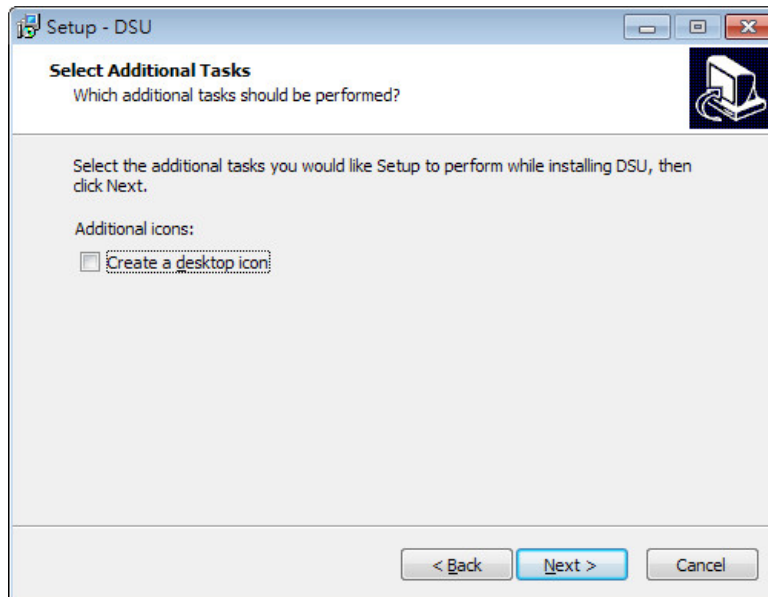 Setup - DSU
Select Additional Tasks
Which additional tasks should be performed?
Select the additional tasks you would like Setup to perform while installing DSU, then
click Next.
Additional icons:
Create a desktop icon
< Back
Next >
Cancel